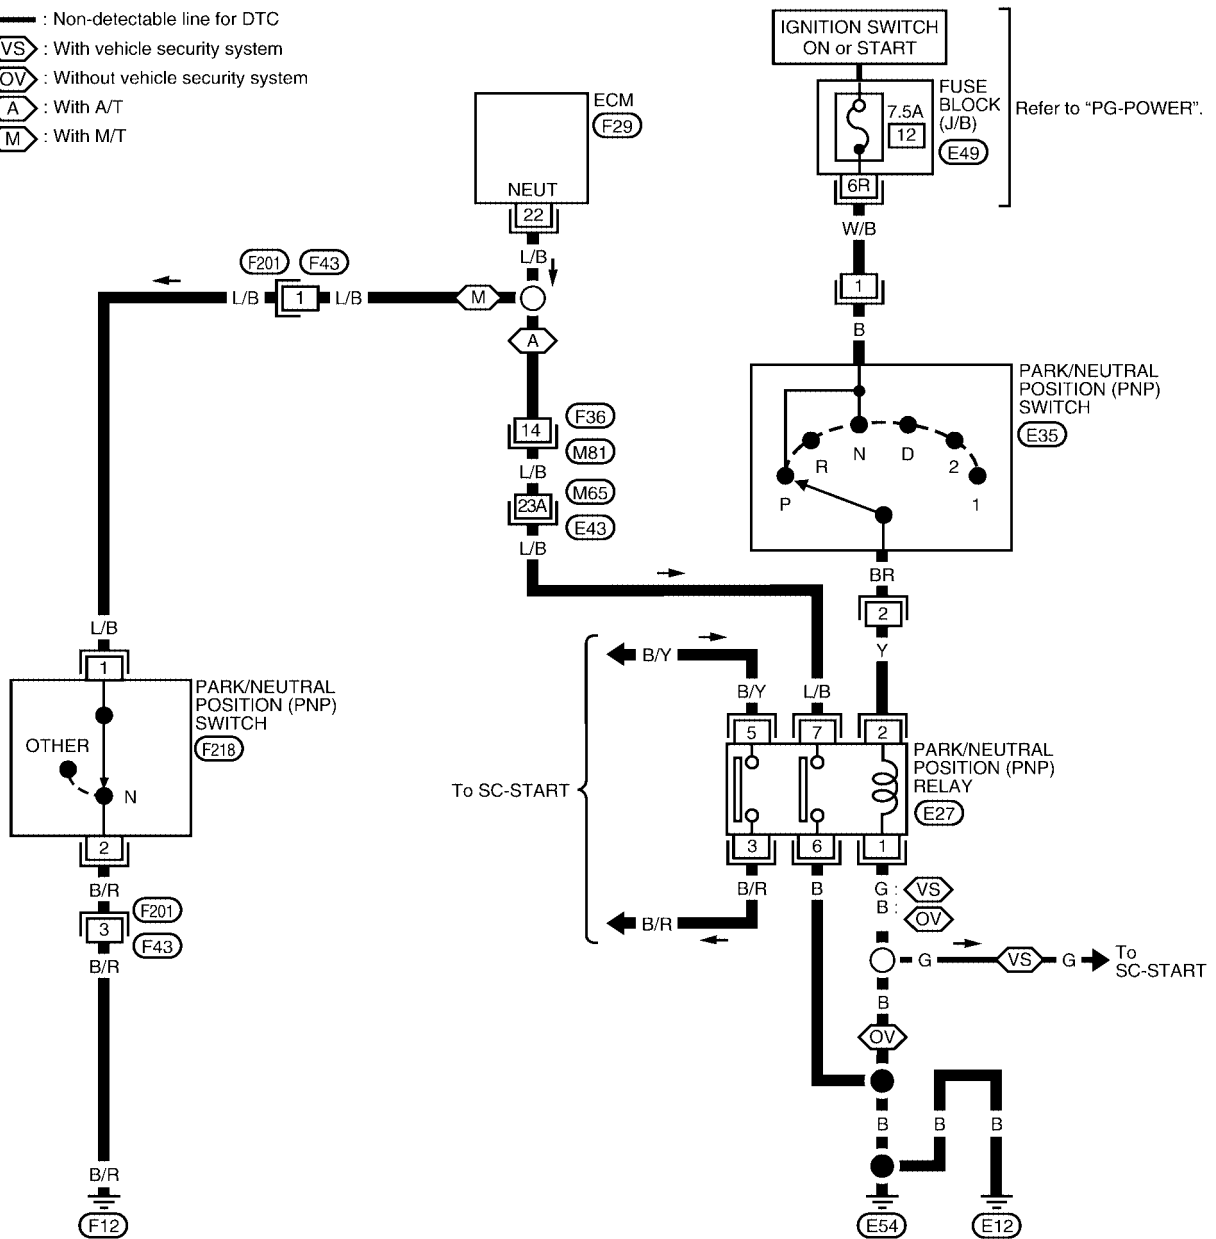 : Non-detectable line for DTC
VS : With vehicle security system
OV : Without vehicle security system
A : With A/T
M : With M/T
IGNITION SWITCH
ON or START
FUSE
BLOCK
(J/B)
E49
7.5A
12
6R
Refer to “PG-POWER”.
ECM
F29
NEUT
22
L/B
W/B
1
B
F201 F43
L/B 1 L/B M
A
14
F36
M81
L/B
23A
M65
E43
L/B
PARK/NEUTRAL
POSITION (PNP)
SWITCH
E35
P R N D 2 1
BR
2
Y
L/B
1
PARK/NEUTRAL
POSITION (PNP)
SWITCH
F218
OTHER
N
2
B/R
3
F201
F43
B/R
B/R
F12
To SC-START
B/Y
B/Y L/B
5 7 2
PARK/NEUTRAL
POSITION (PNP)
RELAY
E27
3 6 1
B/R B G : VS
B : OV
B/R
G VS G To
SC-START
B
OV
B B B
E54 E12